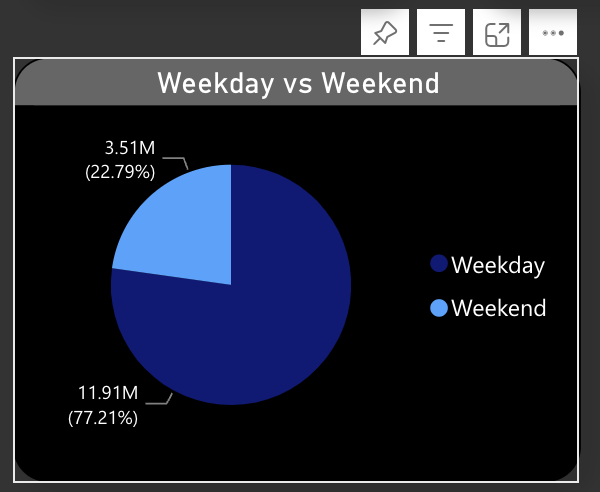 Weekday vs Weekend
3.51M
(22.79%)
Weekday
Weekend
11.91M
(77.21%)